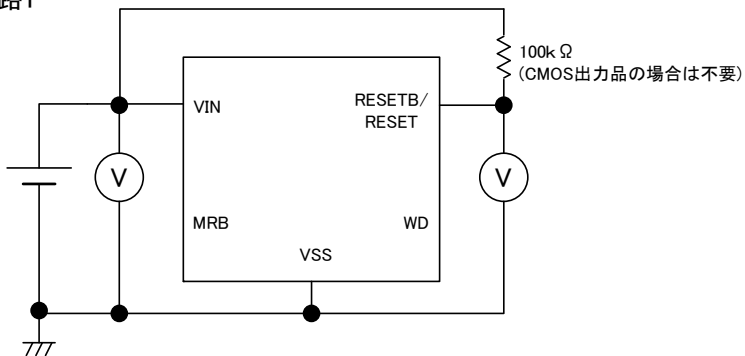 路1
100kΩ
(CMOS出力品の場合は不要)
VIN
RESETB/
RESET
V
V
MRB
WD
VSS